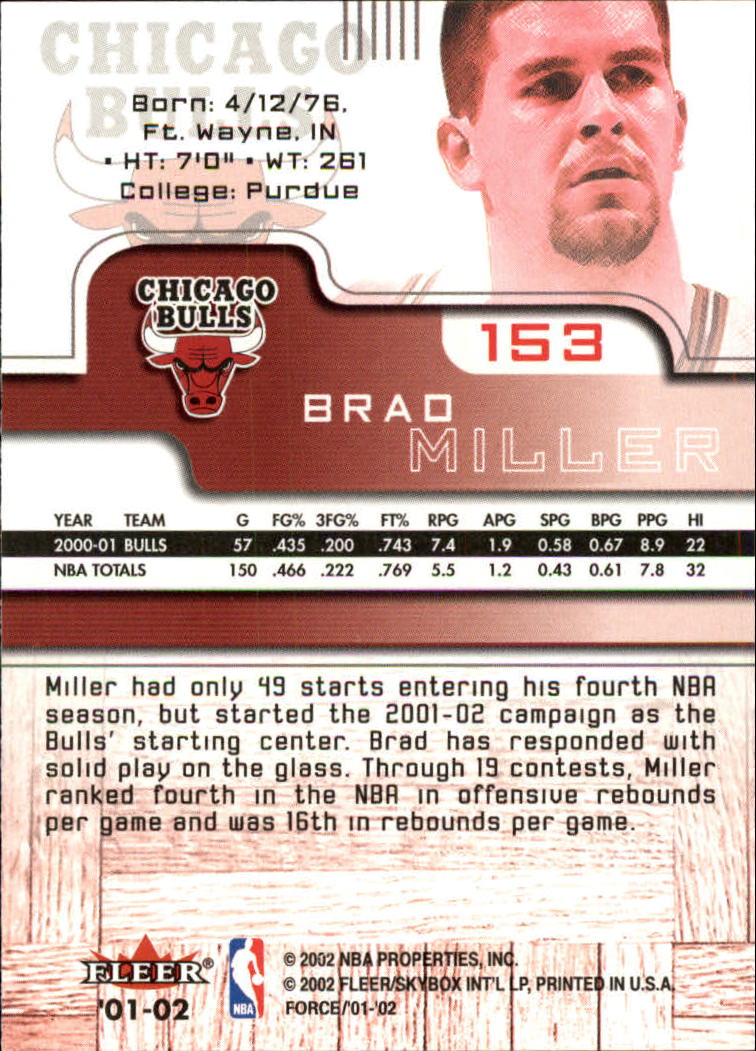 CHICAGO
BULLS
Born: 4/12/76,
Ft. Wayne, IN
• HT: 7'0" • WT: 261
College: Purdue
CHICAGO
BULLS
153
BRAD
MILLER
YEAR TEAM G FG% 3FG% FT% RPG APG SPG BPG PPG HI
2000-01 BULLS 57 .435 .200 .743 7.4 1.9 0.58 0.67 8.9 22
NBA TOTALS 150 .466 .222 .769 5.5 1.2 0.43 0.61 7.8 32
Miller had only 49 starts entering his fourth NBA
season, but started the 2001-02 campaign as the
Bulls' starting center. Brad has responded with
solid play on the glass. Through 19 contests, Miller
ranked fourth in the NBA in offensive rebounds
per game and was 16th in rebounds per game.
FLEER®
'01-02
NBA
© 2002 NBA PROPERTIES, INC.
© 2002 FLEER/SKYBOX INT'L LP, PRINTED IN U.S.A.
FORCE/'01-'02